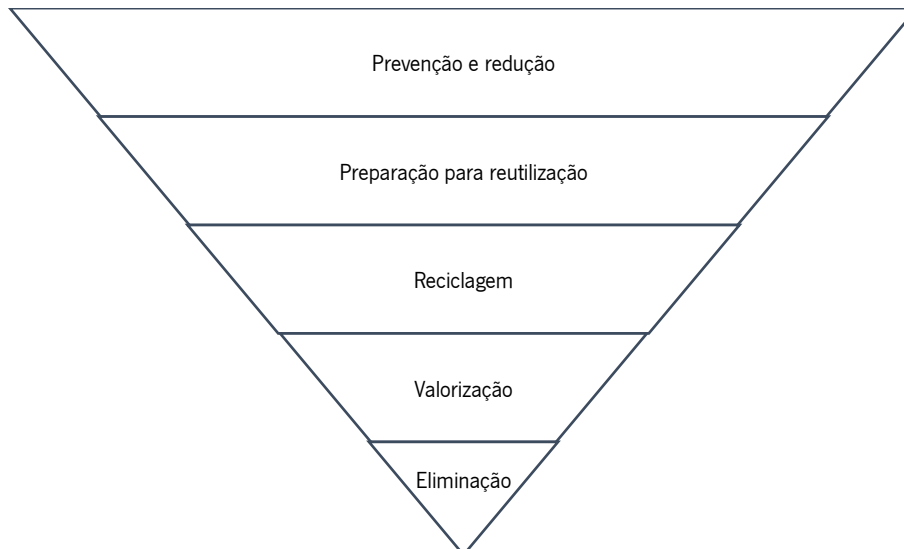 Prevenção e redução
Preparação para reutilização
Reciclagem
Valorização
Eliminação